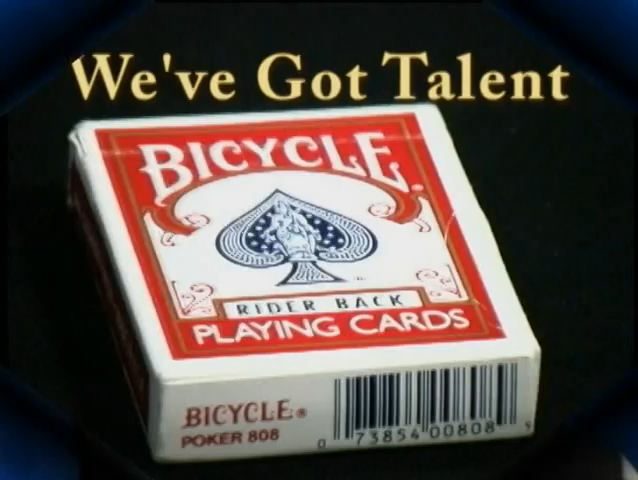 We've Got Talent
BICYCLE®
RIDER BACK
PLAYING CARDS
BICYCLE®
POKER 808
0 73854 00808 9